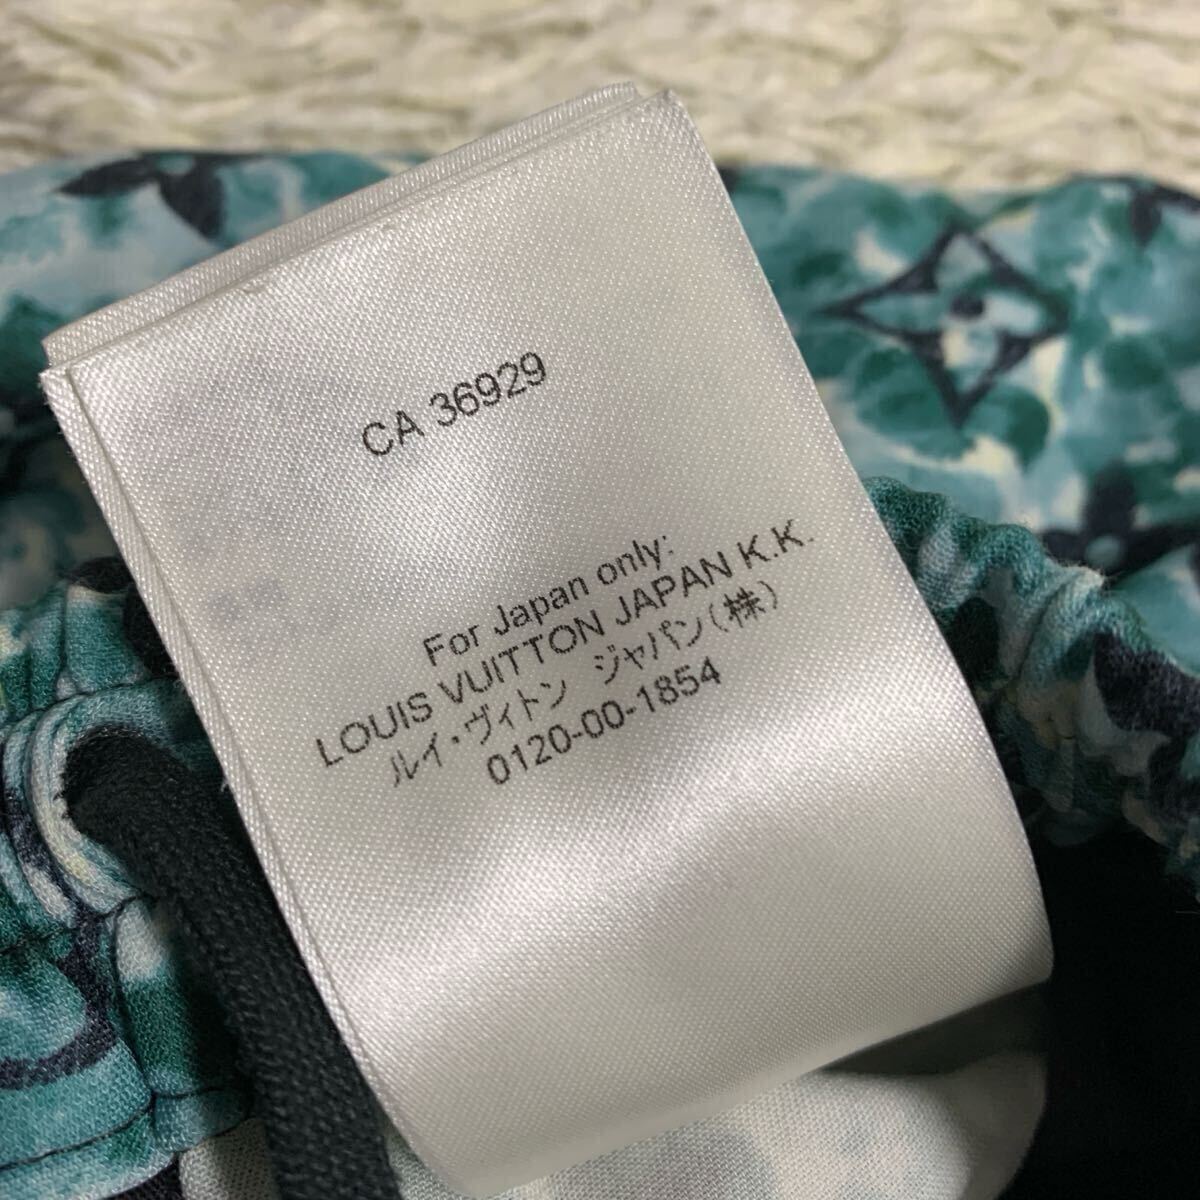 CA 36929
For Japan only:
LOUIS VUITTON JAPAN K.K.
ルイ・ヴィトン ジャパン(株)
0120-00-1854